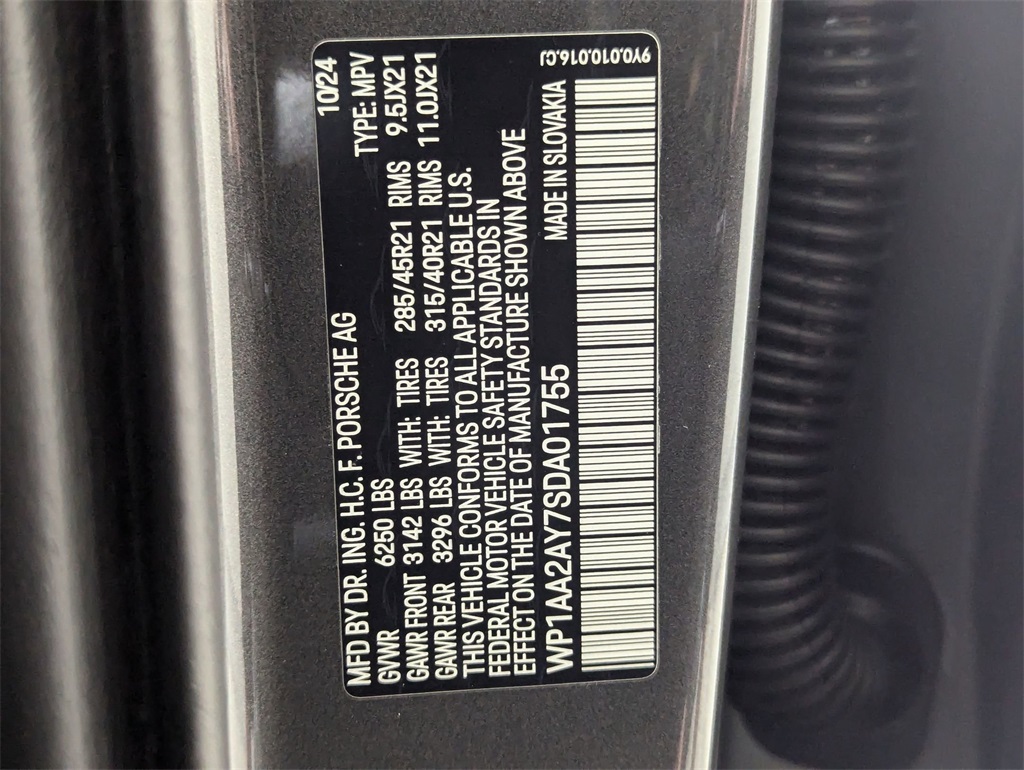 MFD BY DR. ING. H.C. F. PORSCHE AG 10/24
GVWR 6250 LBS TYPE: MPV
GAWR FRONT 3142 LBS WITH: TIRES 285/45R21 RIMS 9.5JX21
GAWR REAR 3296 LBS WITH: TIRES 315/40R21 RIMS 11.0JX21
THIS VEHICLE CONFORMS TO ALL APPLICABLE U.S.
FEDERAL MOTOR VEHICLE SAFETY STANDARDS IN
EFFECT ON THE DATE OF MANUFACTURE SHOWN ABOVE
WP1AA2AY7SDA01755 MADE IN SLOVAKIA
9Y0.010.016.CJ